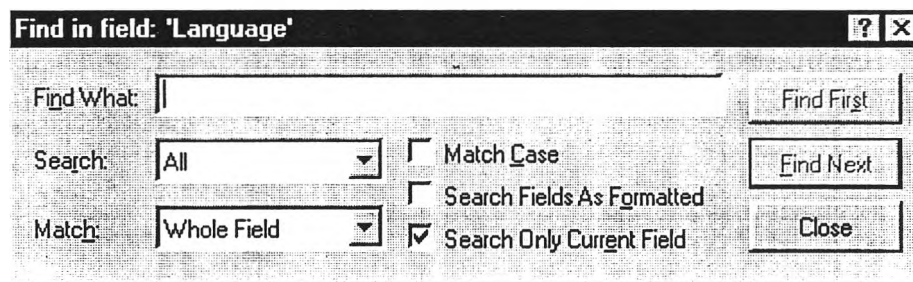 Find in field: 'Language'
Find What:
Find First
Search: All
Match Case
Find Next
Search Fields As Formatted
Match: Whole Field
Search Only Current Field
Close